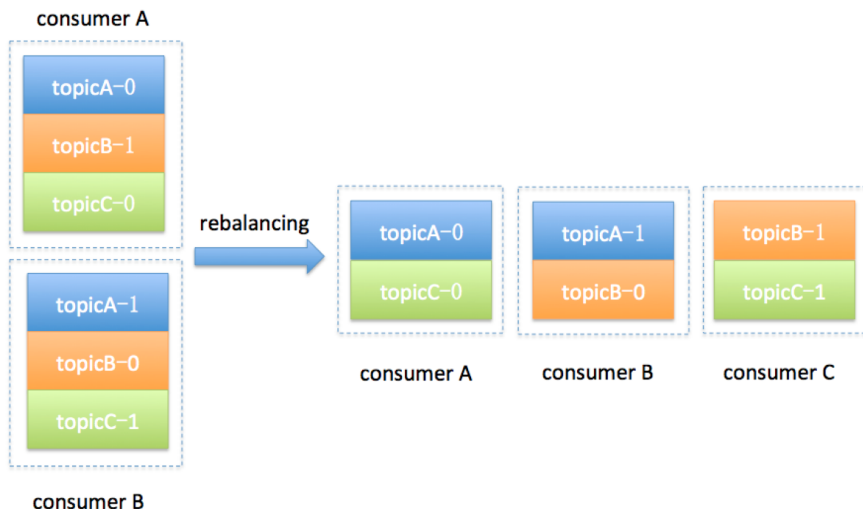 consumer A
topicA-0
topicB-1
topicC-0
topicA-1
topicB-0
topicC-1
consumer B
rebalancing
topicA-0
topicC-0
consumer A
topicA-1
topicB-0
consumer B
topicB-1
topicC-1
consumer C